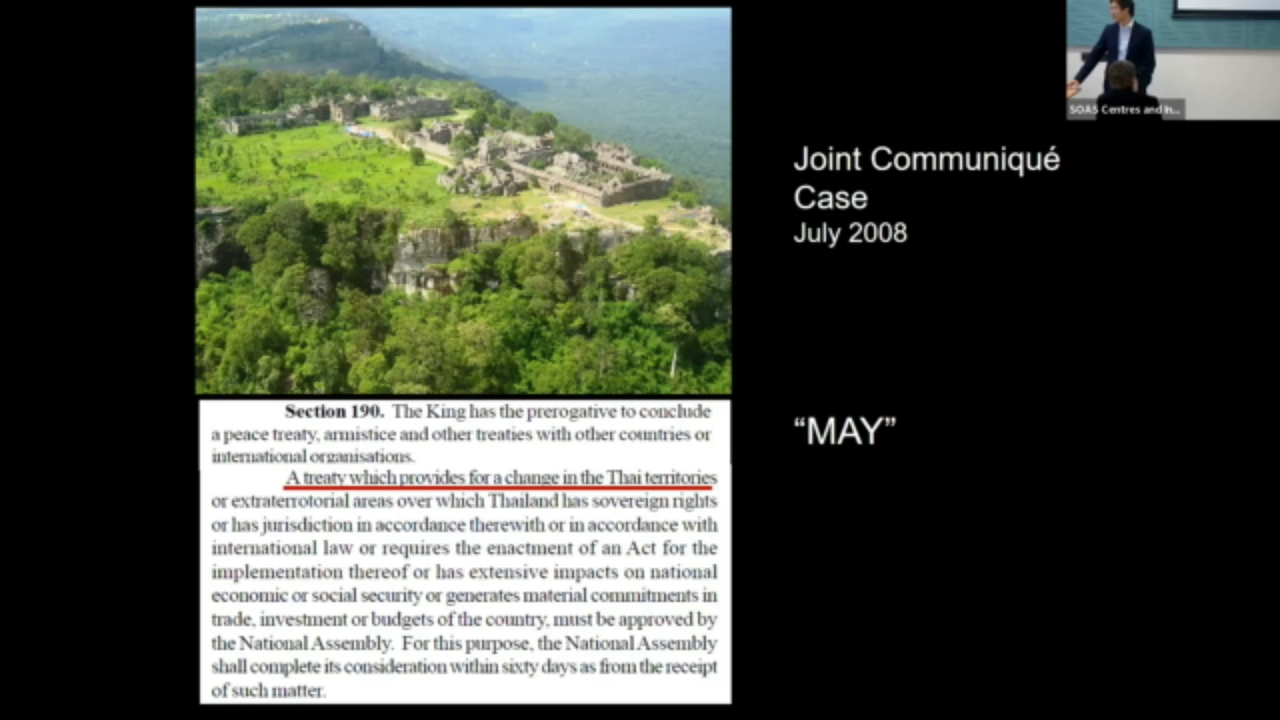 SOAS Centres and In...
Joint Communiqué
Case
July 2008
“MAY”
Section 190. The King has the prerogative to conclude
a peace treaty, armistice and other treaties with other countries or
international organisations.
A treaty which provides for a change in the Thai territories
or extraterrotorial areas over which Thailand has sovereign rights
or has jurisdiction in accordance therewith or in accordance with
international law or requires the enactment of an Act for the
implementation thereof or has extensive impacts on national
economic or social security or generates material commitments in
trade, investment or budgets of the country, must be approved by
the National Assembly. For this purpose, the National Assembly
shall complete its consideration within sixty days as from the receipt
of such matter.